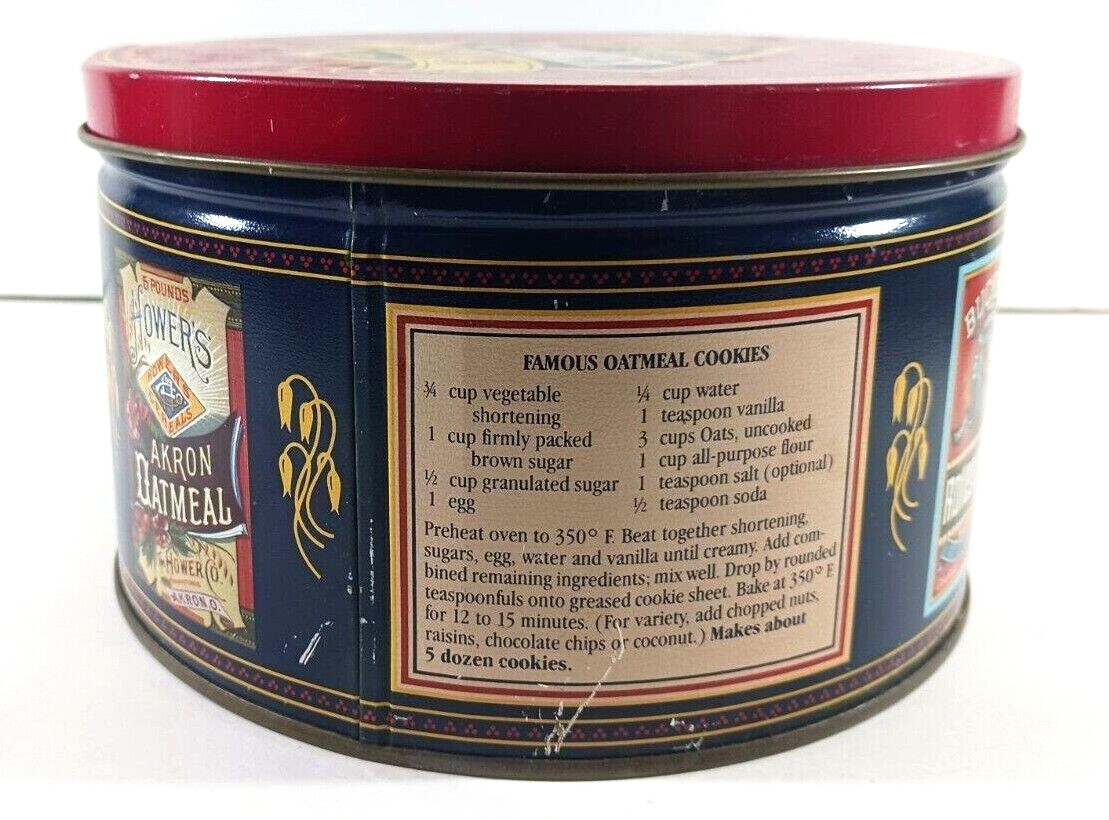 5 POUNDS
HOWER'S
HOWER'S
CEREALS
AKRON
OATMEAL
HOWER CO.
AKRON, O.
FAMOUS OATMEAL COOKIES
¾ cup vegetable
shortening
1 cup firmly packed
brown sugar
½ cup granulated sugar
1 egg
¼ cup water
1 teaspoon vanilla
3 cups Oats, uncooked
1 cup all-purpose flour
1 teaspoon salt (optional)
½ teaspoon soda
Preheat oven to 350° F. Beat together shortening,
sugars, egg, water and vanilla until creamy. Add com-
bined remaining ingredients; mix well. Drop by rounded
teaspoonfuls onto greased cookie sheet. Bake at 350° F.
for 12 to 15 minutes. (For variety, add chopped nuts,
raisins, chocolate chips or coconut.) Makes about
5 dozen cookies.